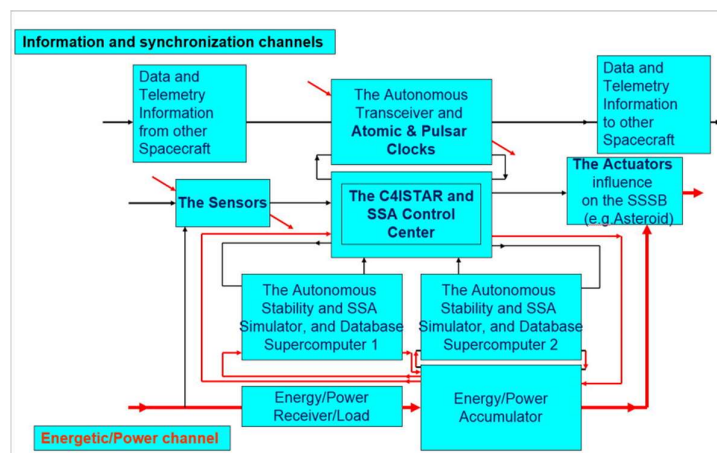 Information and synchronization channels
Data and
Telemetry
Information
from other
Spacecraft
The Autonomous
Transceiver and
Atomic & Pulsar
Clocks
Data and
Telemetry
Information
to other
Spacecraft
The Sensors
The C4ISTAR and
SSA Control
Center
The Actuators
influence
on the SSSB
(e.g.Asteroid)
The Autonomous
Stability and SSA
Simulator, and Database
Supercomputer 1
The Autonomous
Stability and SSA
Simulator, and Database
Supercomputer 2
Energy/Power
Receiver/Load
Energy/Power
Accumulator
Energetic/Power channel